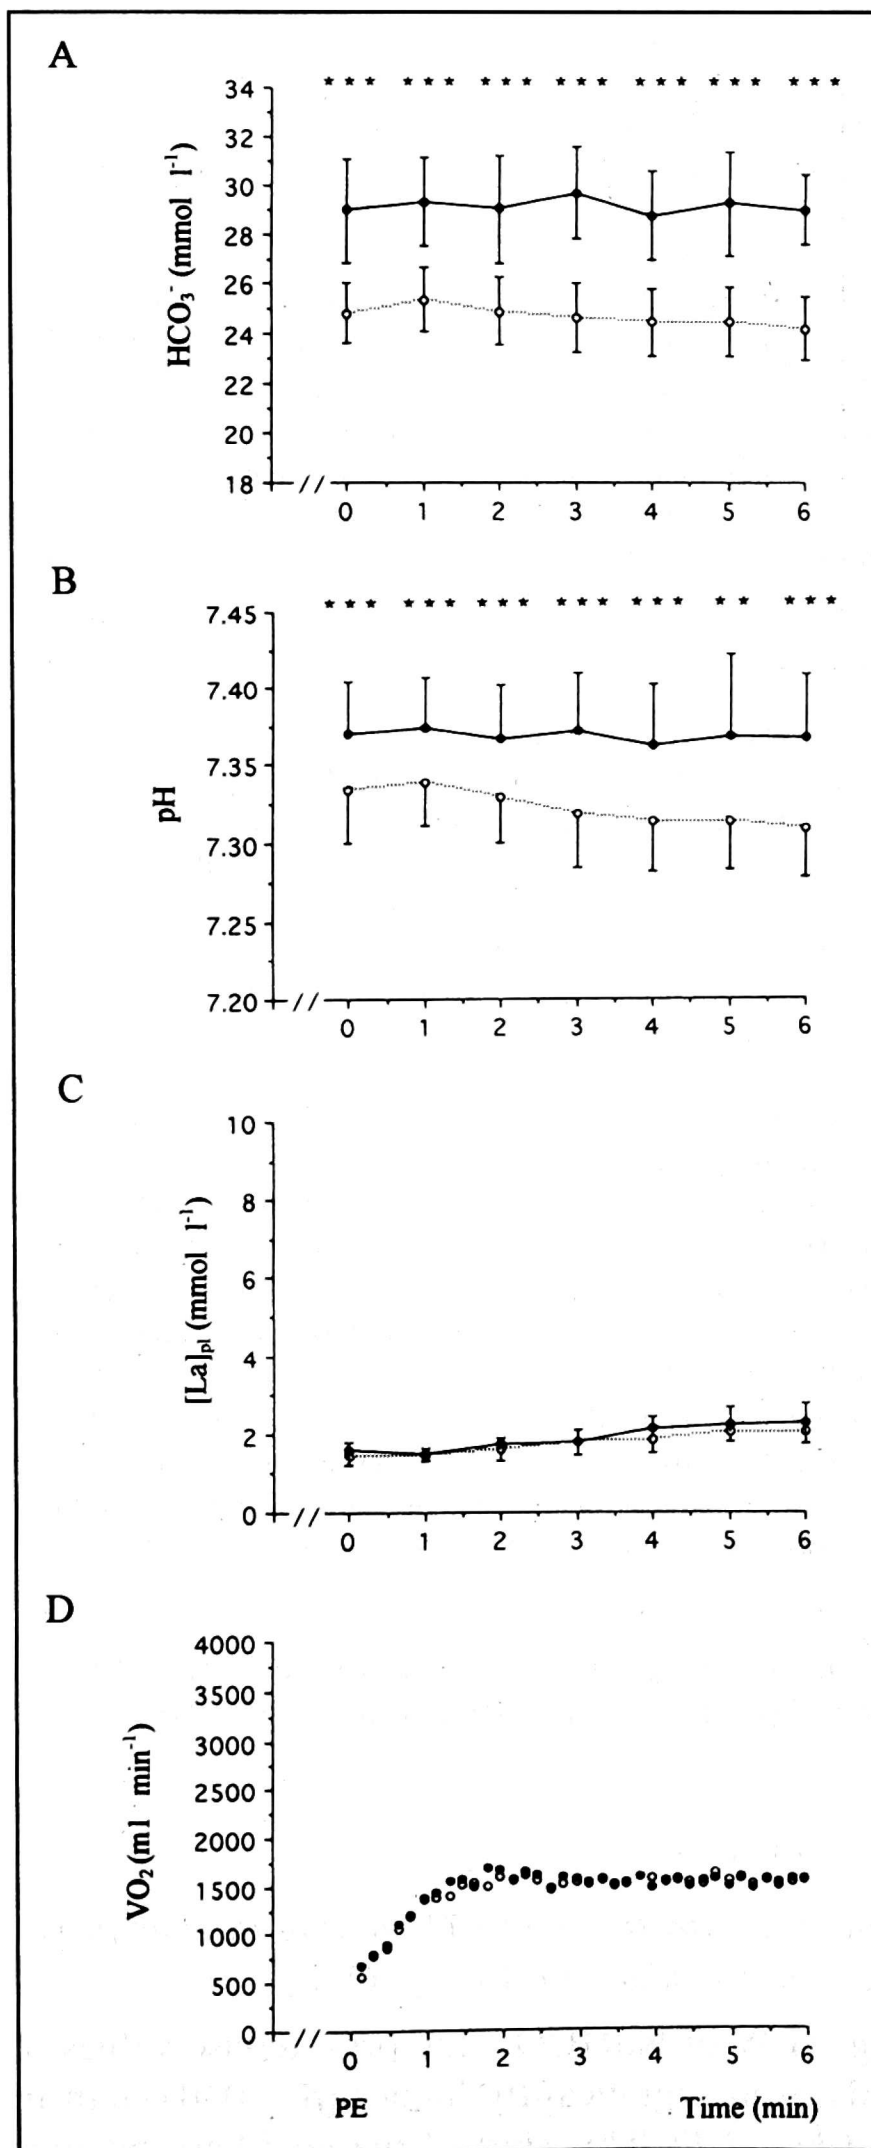 A
* * * * * * * * * * * * * * * * * * * * *
34
32
30
28
26
24
22
20
18
HCO₃⁻ (mmol l⁻¹)
0 1 2 3 4 5 6
B
* * * * * * * * * * * * * * * * * * * *
7.45
7.40
7.35
7.30
7.25
7.20
pH
0 1 2 3 4 5 6
C
10
8
6
4
2
0
[La]pl (mmol l⁻¹)
0 1 2 3 4 5 6
D
4000
3500
3000
2500
2000
1500
1000
500
0
VO₂ (ml min⁻¹)
0 1 2 3 4 5 6
PE Time (min)